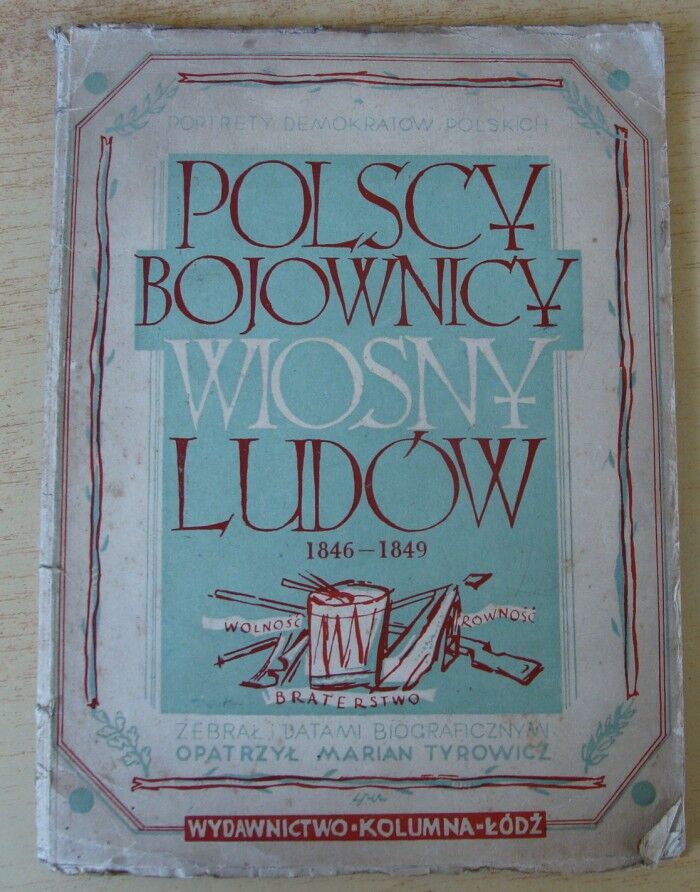 PORTRETY DEMOKRATÓW POLSKICH
POLSCY
BOJOWNICY
WIOSNY
LUDÓW
1846 – 1849
WOLNOŚĆ
RÓWNOŚĆ
BRATERSTWO
ZEBRAŁ I DATAMI BIOGRAFICZNYMI
OPATRZYŁ MARIAN TYROWICZ
WYDAWNICTWO • KOLUMNA - ŁÓDŹ